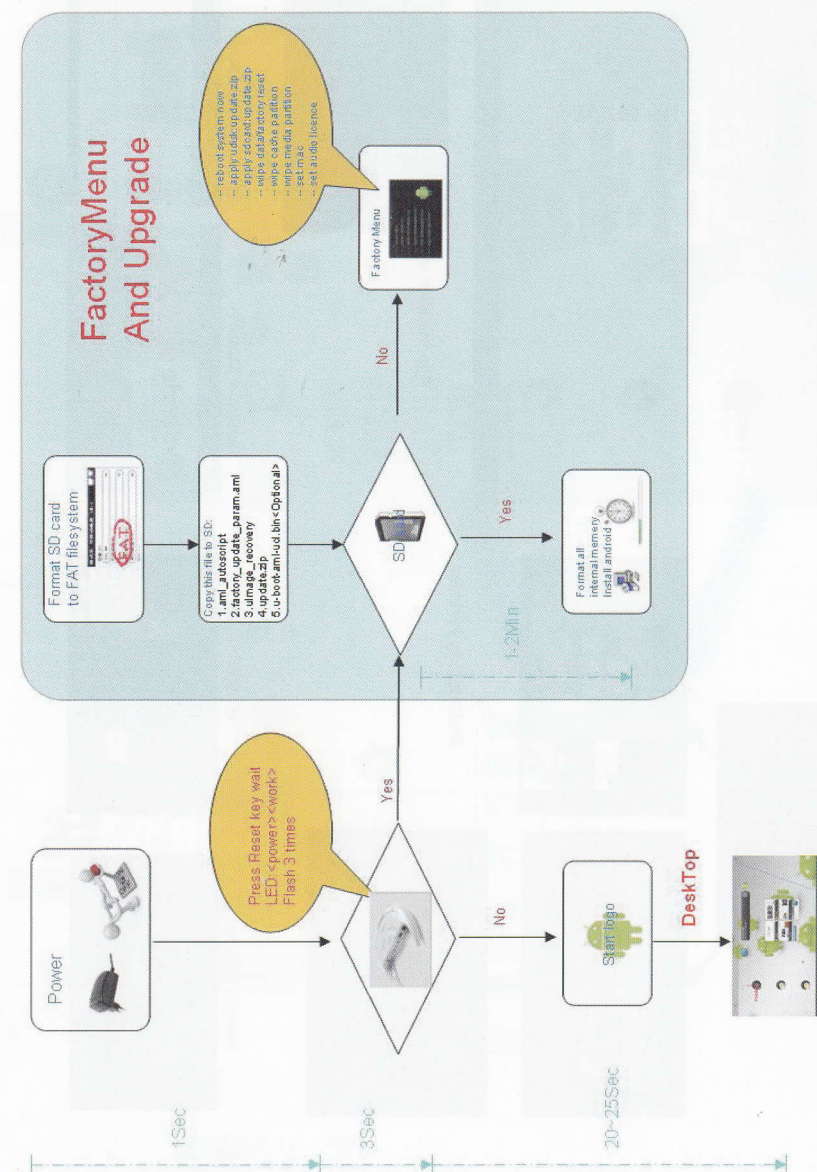 Power
Press Reset key wait
LED:<power><work>
Flash 3 times
Yes
No
Start logo
DeskTop
1Sec
3Sec
20~25Sec
FactoryMenu
And Upgrade
Format SD card
to FAT filesystem
FAT
Copy this file to SD:
1.aml_autoscript
2.factory_update_param.aml
3.uImage_recovery
4.update.zip
5.u-boot-aml-ucl.bin<Optional>
No
Factory Menu
-- reboot system now
-- apply udisk:update.zip
-- apply sdcard:update.zip
-- wipe data/factory reset
-- wipe cache partition
-- wipe media partition
-- set mac
-- set audio licence
Yes
1-2Min
Format all
internal memery
Install android